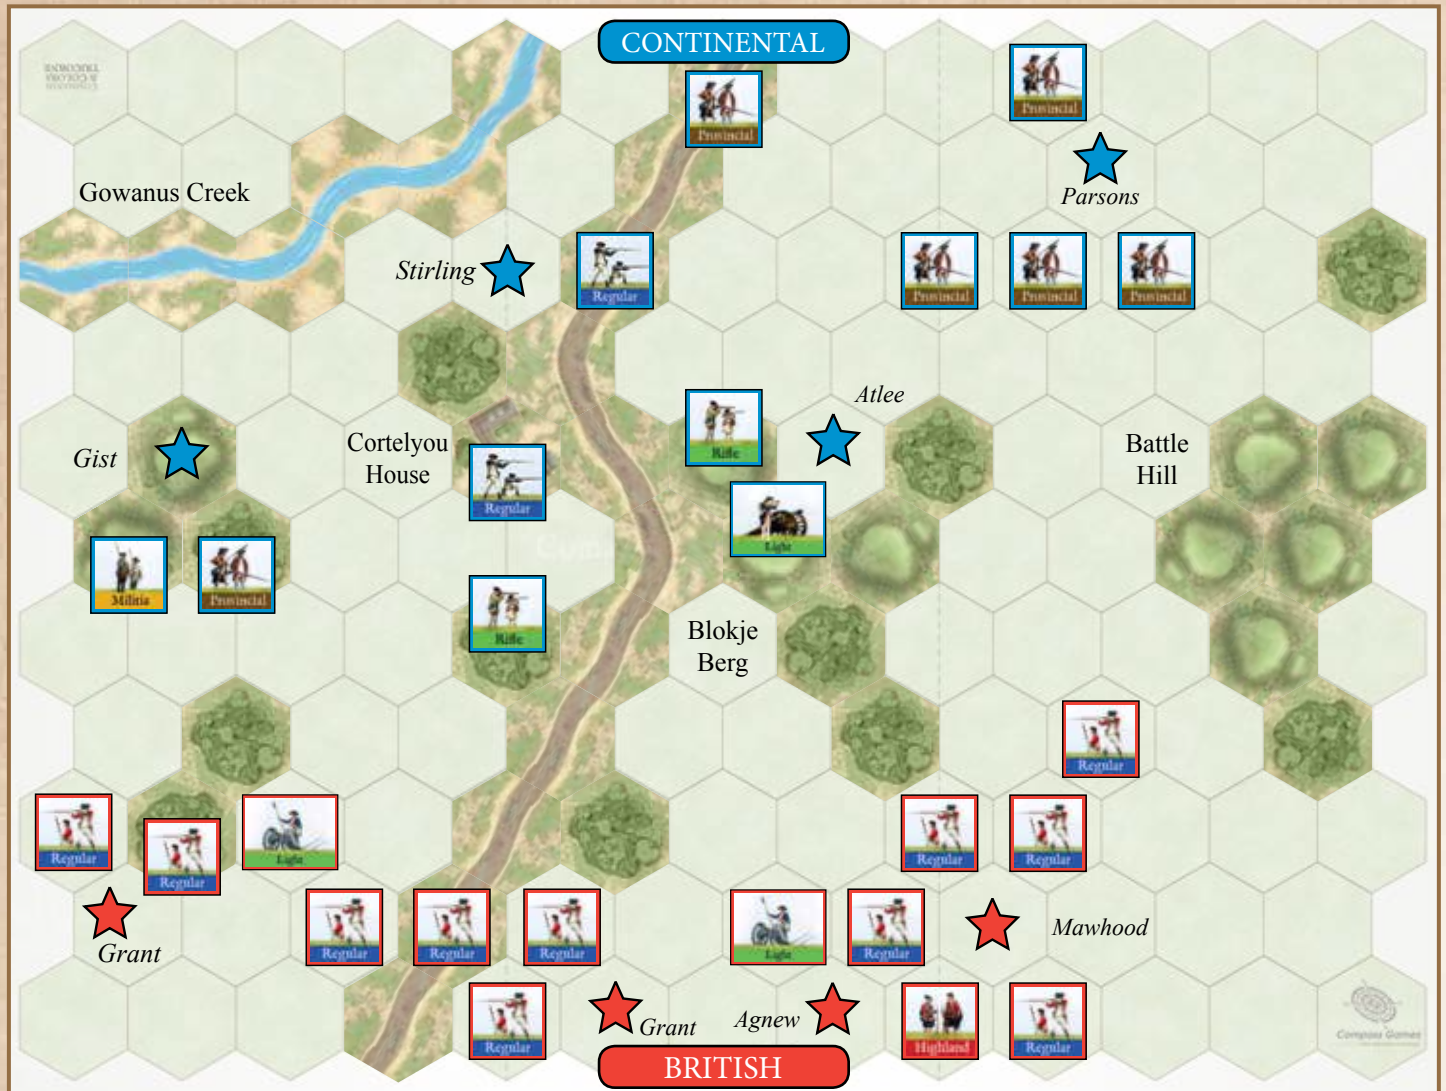 CONTINENTAL
Provincial
Provincial
Parsons
Gowanus Creek
Stirling
Regular
Provincial
Provincial
Provincial
Atlee
Rifle
Gist
Cortelyou
House
Regular
Battle
Hill
Light
Militia
Provincial
Rifle
Blokje
Berg
Regular
Regular
Regular
Light
Regular
Regular
Grant
Regular
Regular
Regular
Light
Regular
Mawhood
Regular
Grant
Agnew
Highland
Regular
Compass Games
BRITISH